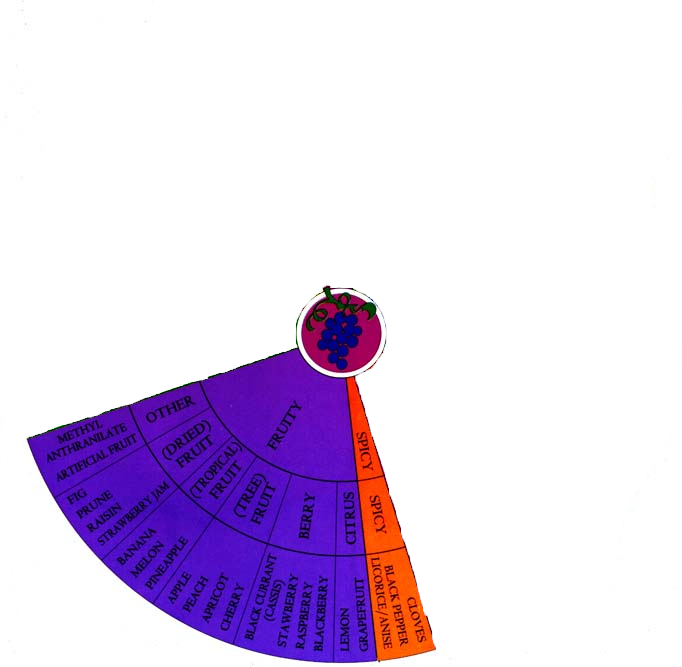 FRUITY
SPICY
OTHER
(DRIED)
FRUIT
(TROPICAL)
FRUIT
(TREE)
FRUIT
BERRY
CITRUS
SPICY
METHYL
ANTHRANILATE
ARTIFICIAL FRUIT
FIG
PRUNE
RAISIN
STRAWBERRY JAM
BANANA
MELON
PINEAPPLE
APPLE
PEACH
APRICOT
CHERRY
BLACK CURRANT
(CASSIS)
STAWBERRY
RASPBERRY
BLACKBERRY
LEMON
GRAPEFRUIT
LICORICE/ANISE
BLACK PEPPER
CLOVES